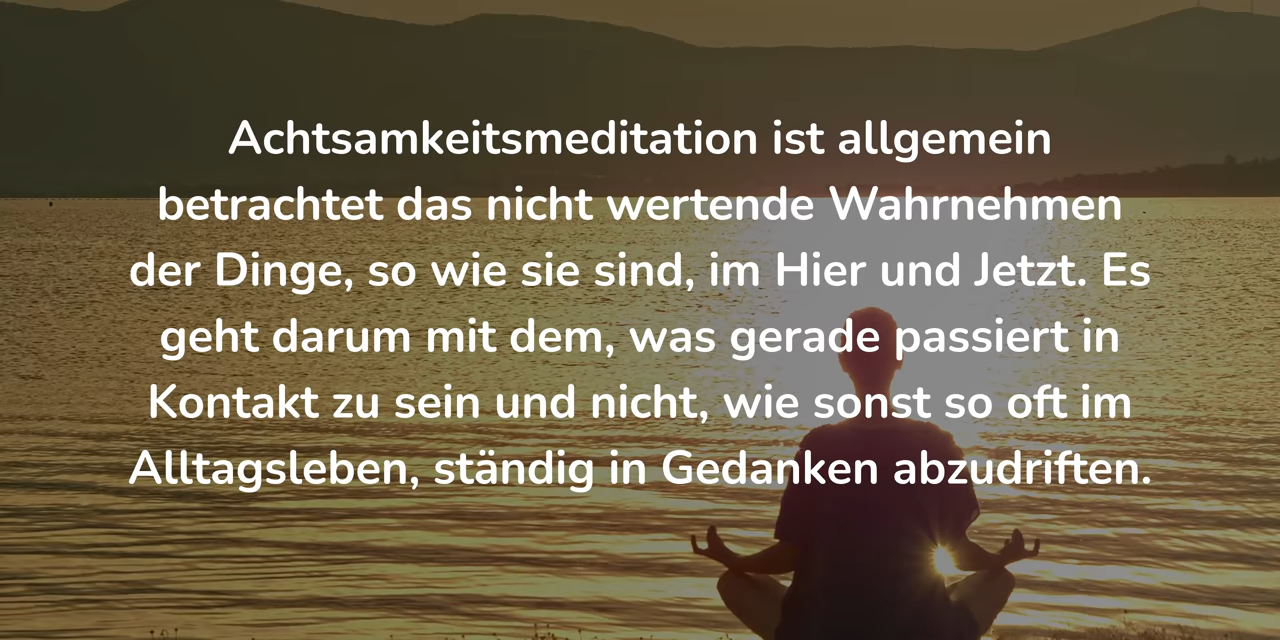 Achtsamkeitsmeditation ist allgemein
betrachtet das nicht wertende Wahrnehmen
der Dinge, so wie sie sind, im Hier und Jetzt. Es
geht darum mit dem, was gerade passiert in
Kontakt zu sein und nicht, wie sonst so oft im
Alltagsleben, ständig in Gedanken abzudriften.